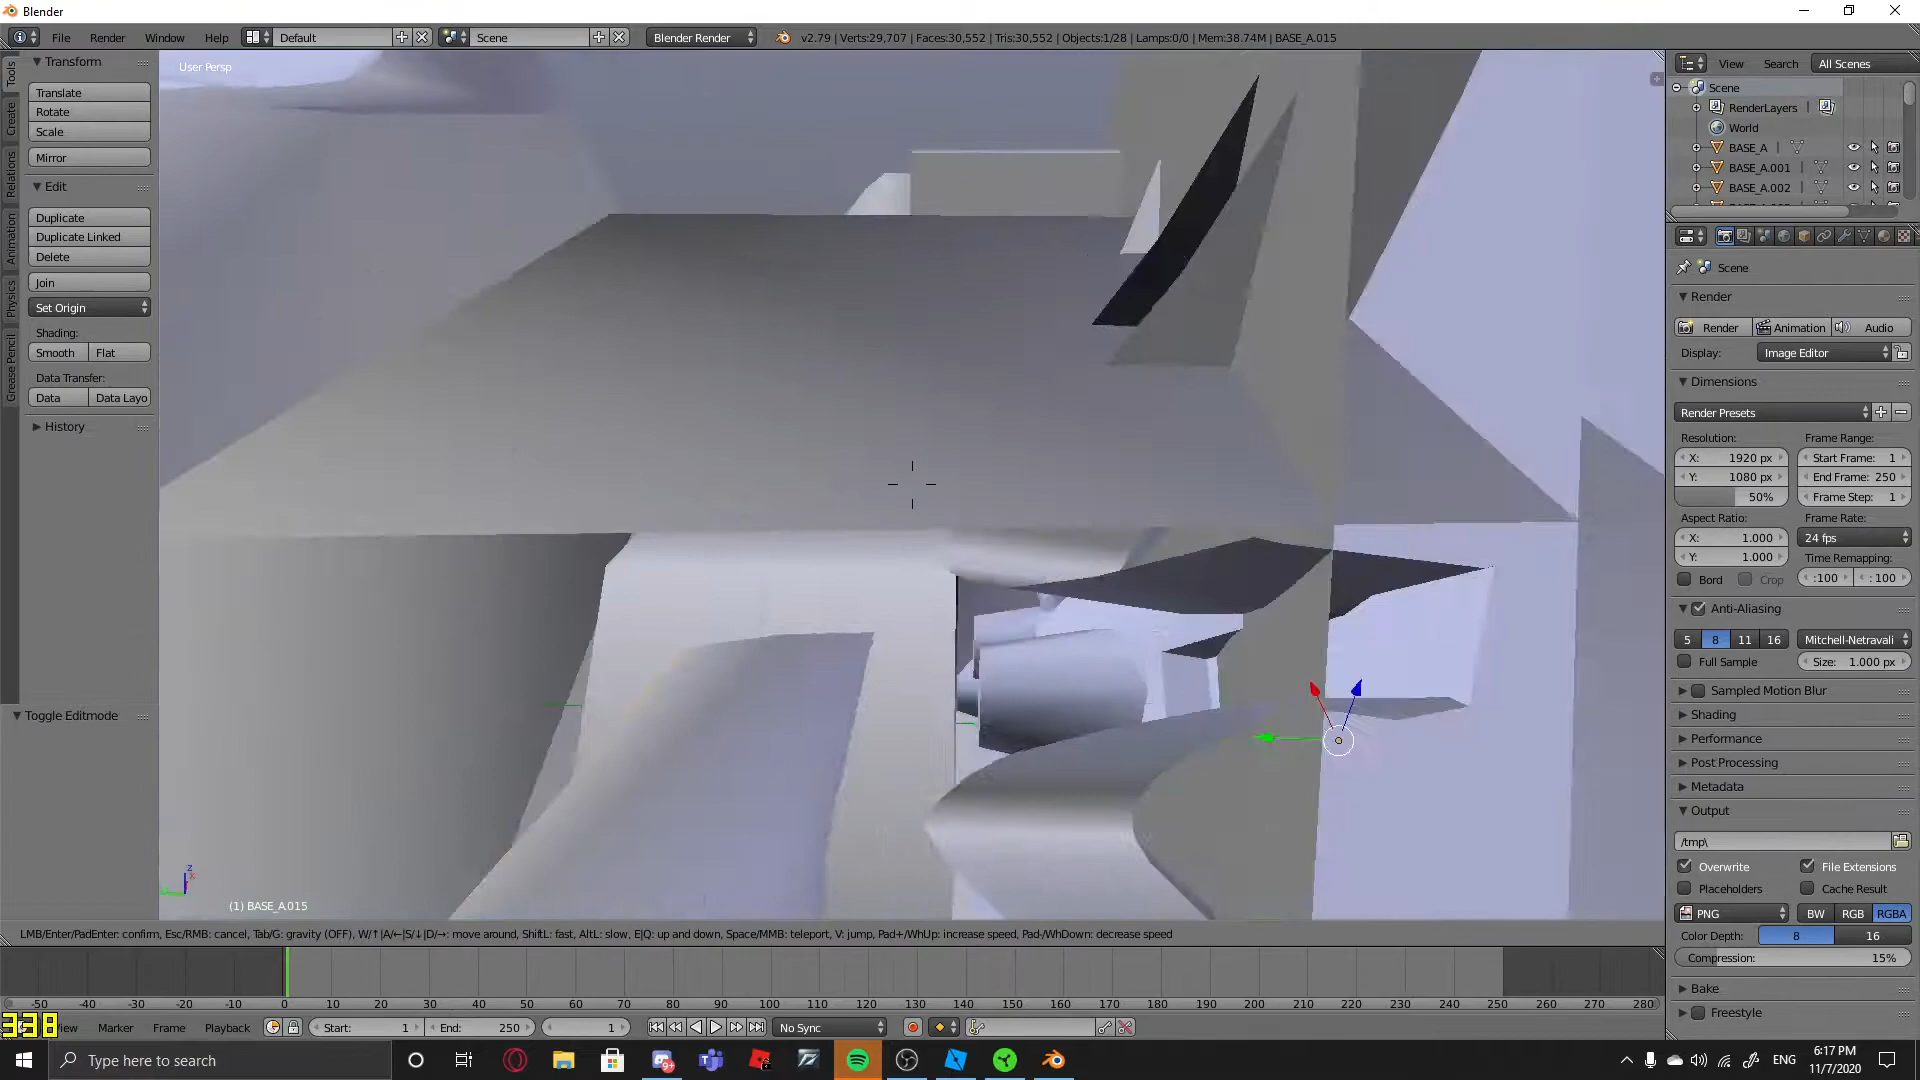 Blender
File Render Window Help Default Scene Blender Render v2.79 | Verts:29,707 | Faces:30,552 | Tris:30,552 | Objects:1/28 | Lamps:0/0 | Mem:38.74M | BASE_A.015
Tools
Create
Relations
Animation
Physics
Grease Pencil
Transform
Translate
Rotate
Scale
Mirror
Edit
Duplicate
Duplicate Linked
Delete
Join
Set Origin
Shading:
Smooth Flat
Data Transfer:
Data Data Layo
History
Toggle Editmode
User Persp
(1) BASE_A.015
LMB/Enter/PadEnter: confirm, Esc/RMB: cancel, Tab/G: gravity (OFF), W/↑|A/←|S/↓|D/→: move around, ShiftL: fast, AltL: slow, E|Q: up and down, Space/MMB: teleport, V: jump, Pad+/WhUp: increase speed, Pad-/WhDown: decrease speed
View Search All Scenes
Scene
RenderLayers |
World
BASE_A |
BASE_A.001
BASE_A.002
Scene
Render
Render Animation Audio
Display: Image Editor
Dimensions
Render Presets
Resolution: Frame Range:
X: 1920 px Start Frame: 1
Y: 1080 px End Frame: 250
50% Frame Step: 1
Aspect Ratio: Frame Rate:
X: 1.000 24 fps
Y: 1.000 Time Remapping:
Bord Crop :100 :100
Anti-Aliasing
5 8 11 16 Mitchell-Netravali
Full Sample Size: 1.000 px
Sampled Motion Blur
Shading
Performance
Post Processing
Metadata
Output
/tmp\
Overwrite File Extensions
Placeholders Cache Result
PNG BW RGB RGBA
Color Depth: 8 16
Compression: 15%
Bake
Freestyle
-50 -40 -30 -20 -10 0 10 20 30 40 50 60 70 80 90 100 110 120 130 140 150 160 170 180 190 200 210 220 230 240 250 260 270 280
338 iew Marker Frame Playback Start: 1 End: 250 1 No Sync
Type here to search
9+
ENG
6:17 PM
11/7/2020